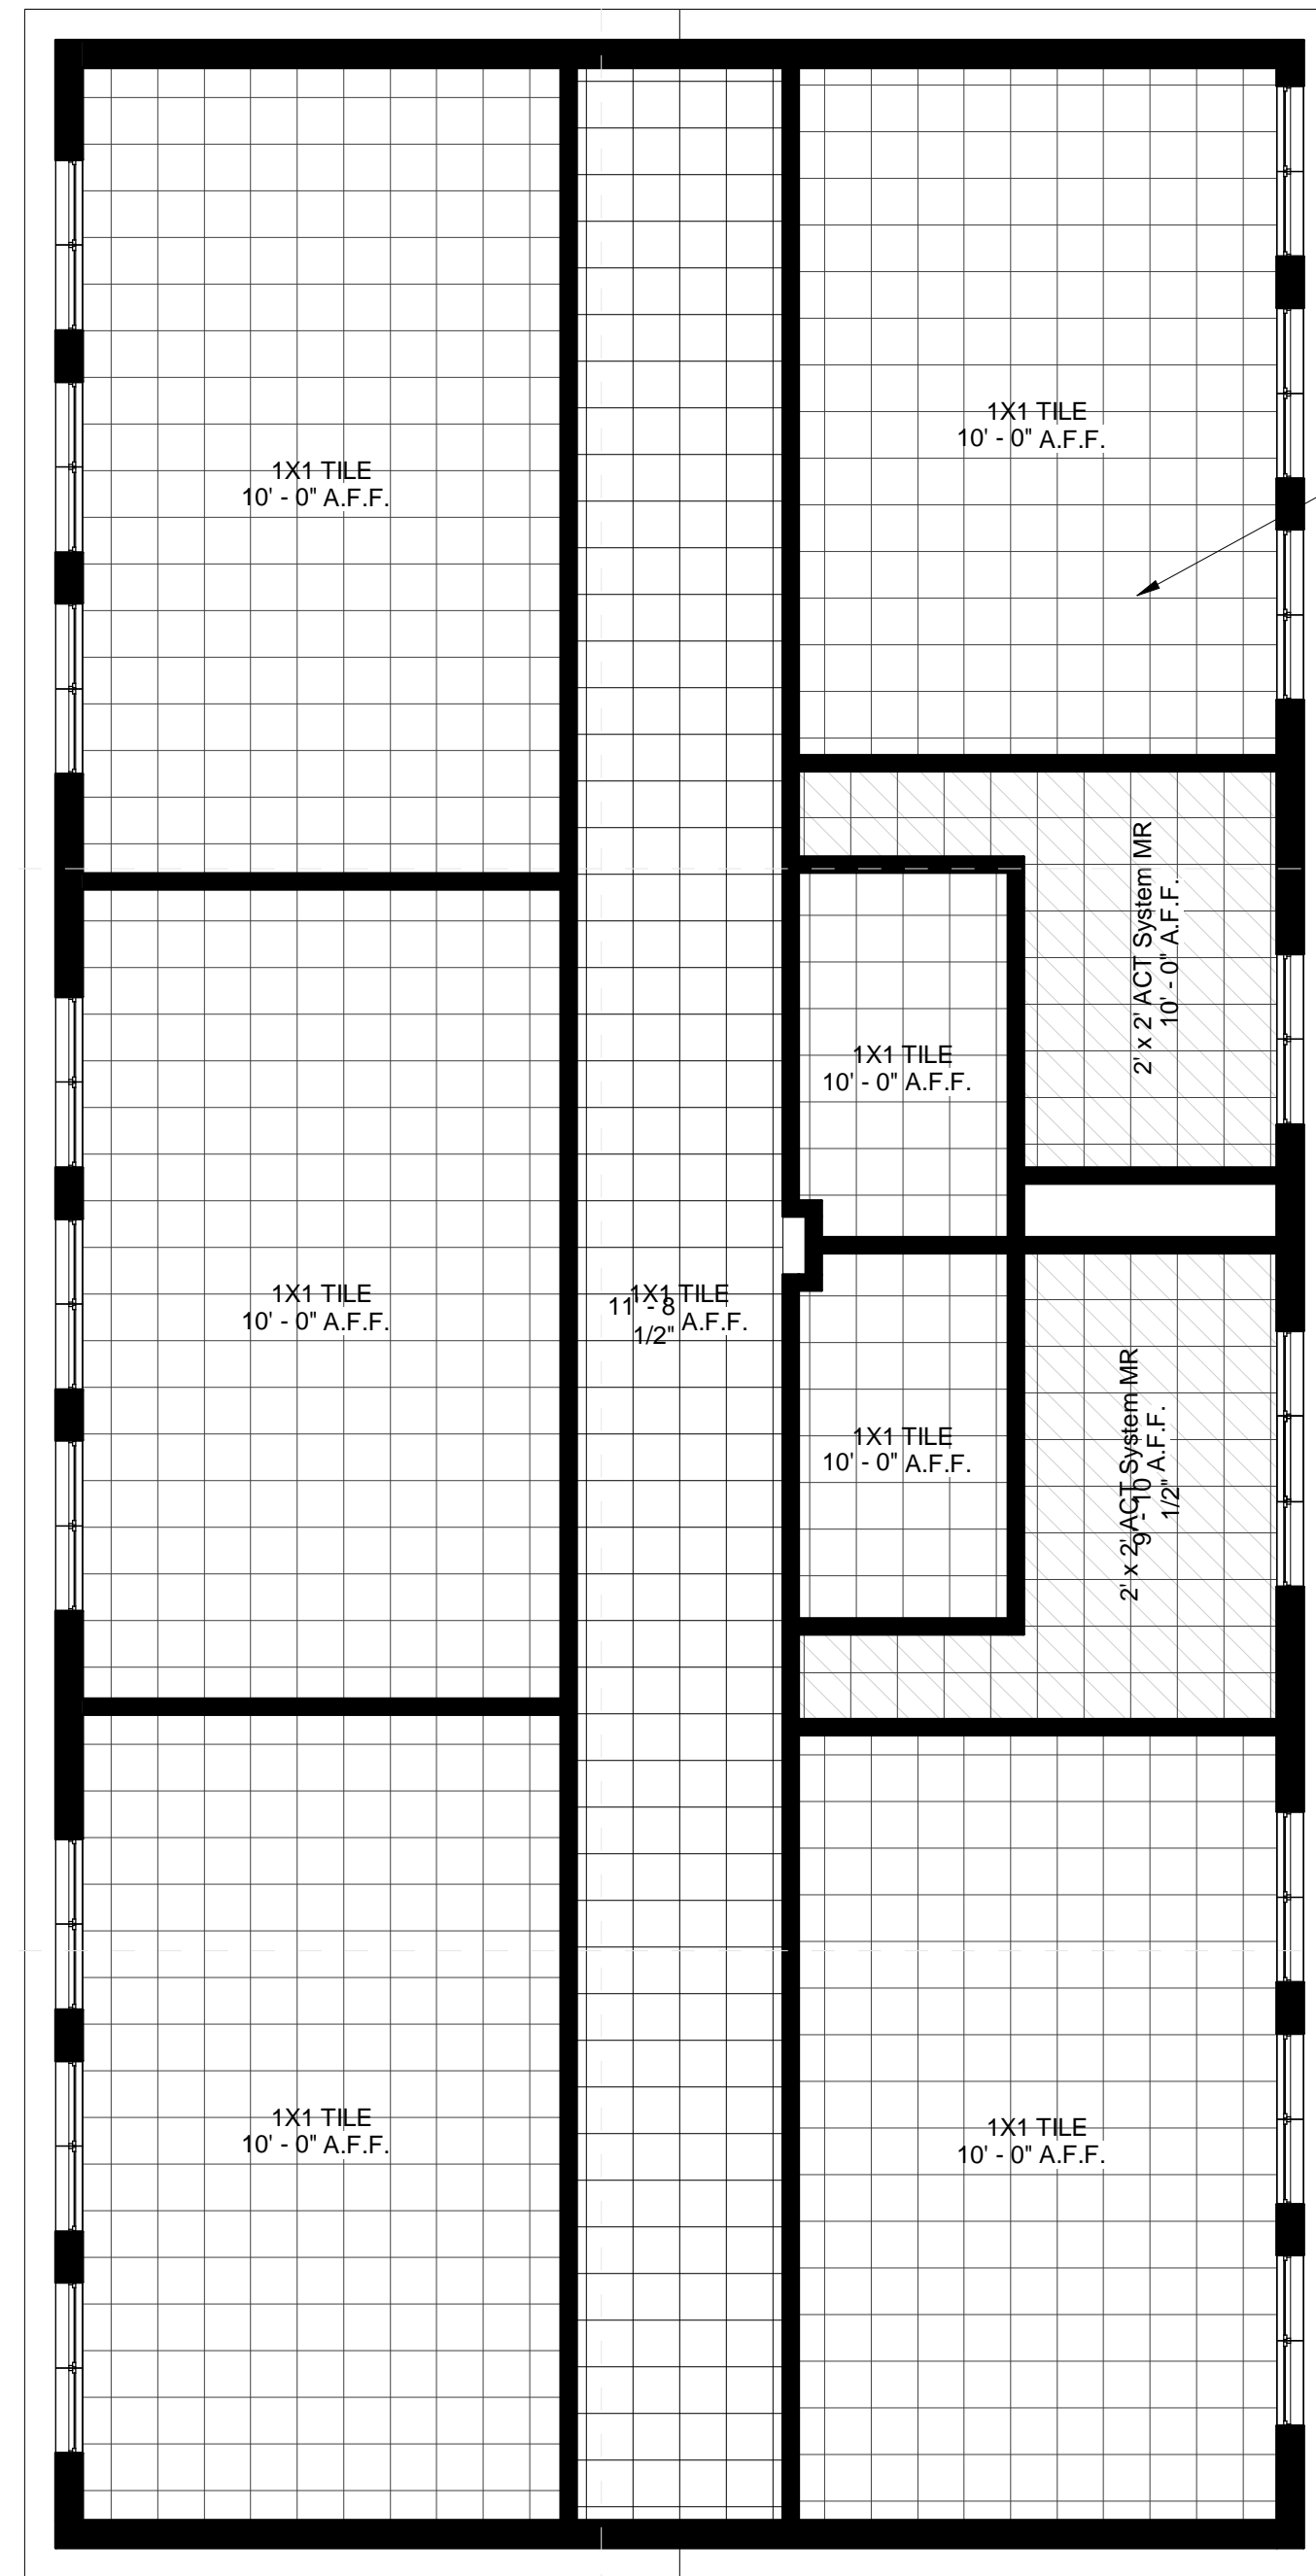 1X1 TILE
10' - 0" A.F.F.
1X1 TILE
10' - 0" A.F.F.
2' x 2' ACT System MR
10' - 0" A.F.F.
1X1 TILE
10' - 0" A.F.F.
1X1 TILE
10' - 0" A.F.F.
1X1 TILE
11' - 8
1/2" A.F.F.
1X1 TILE
10' - 0" A.F.F.
2' x 2' ACT System MR
9' - 10
1/2" A.F.F.
1X1 TILE
10' - 0" A.F.F.
1X1 TILE
10' - 0" A.F.F.